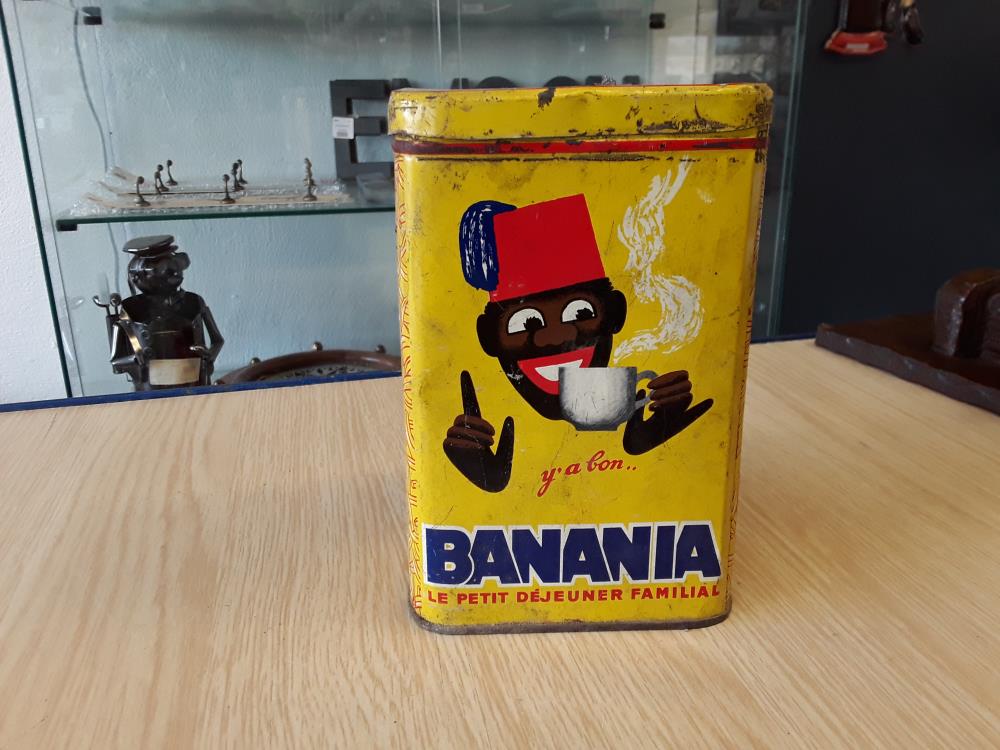 y'a bon..
BANANIA
LE PETIT DÉJEUNER FAMILIAL